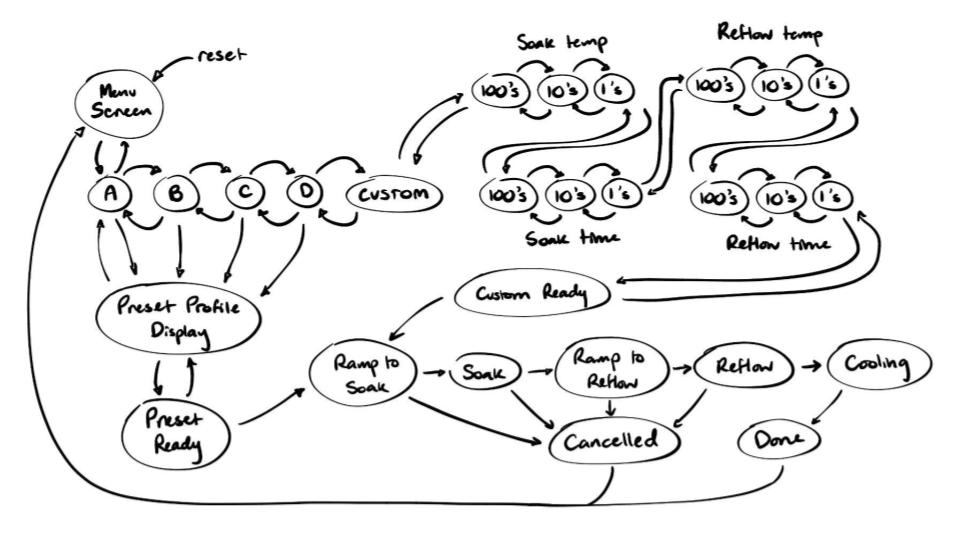 reset
Menu
Screen
A
B
C
D
Custom
Soak temp
100's
10's
1's
100's
10's
1's
Soak time
Reflow temp
100's
10's
1's
100's
10's
1's
Reflow time
Preset Profile
Display
Preset
Ready
Custom Ready
Ramp to
Soak
Soak
Ramp to
Reflow
Reflow
Cooling
Cancelled
Done